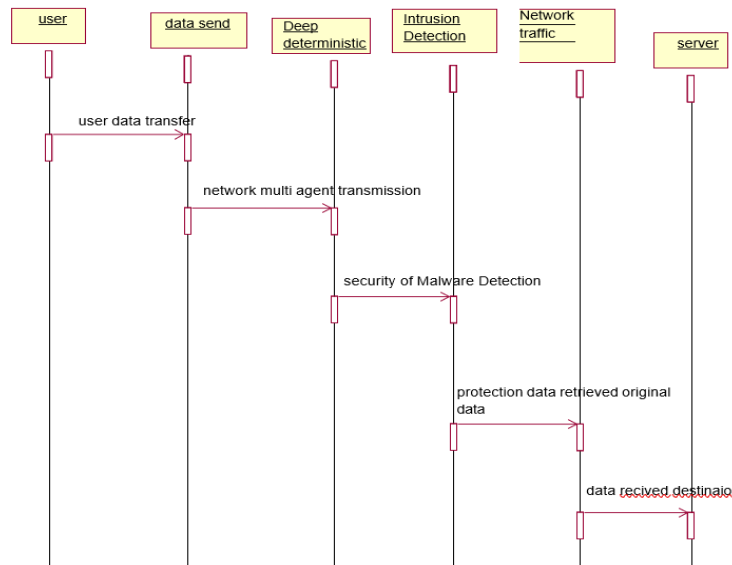 user
data send
Deep
deterministic
Intrusion
Detection
Network
traffic
server
user data transfer
network multi agent transmission
security of Malware Detection
protection data retrieved original
data
data recived destinaio